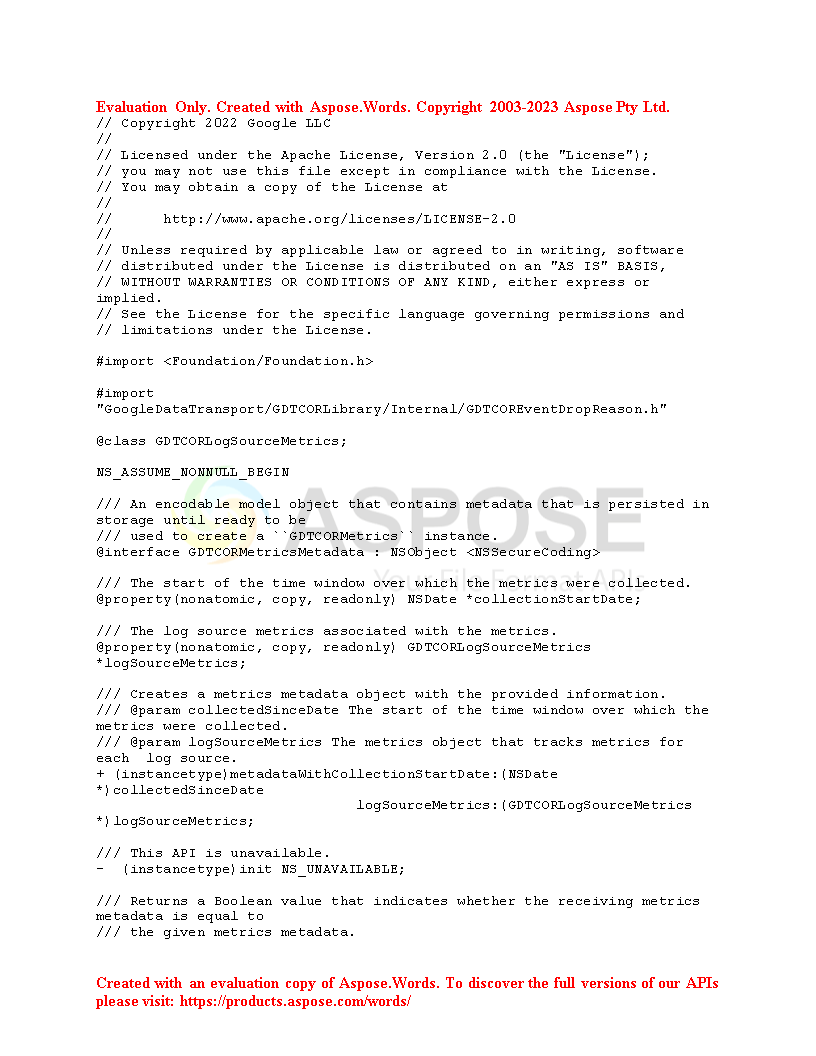 Evaluation Only. Created with Aspose.Words. Copyright 2003-2023 Aspose Pty Ltd.
// Copyright 2022 Google LLC
//
// Licensed under the Apache License, Version 2.0 (the "License");
// you may not use this file except in compliance with the License.
// You may obtain a copy of the License at
//
//      http://www.apache.org/licenses/LICENSE-2.0
//
// Unless required by applicable law or agreed to in writing, software
// distributed under the License is distributed on an "AS IS" BASIS,
// WITHOUT WARRANTIES OR CONDITIONS OF ANY KIND, either express or
implied.
// See the License for the specific language governing permissions and
// limitations under the License.

#import <Foundation/Foundation.h>

#import
"GoogleDataTransport/GDTCORLibrary/Internal/GDTCOREventDropReason.h"

@class GDTCORLogSourceMetrics;

NS_ASSUME_NONNULL_BEGIN

/// An encodable model object that contains metadata that is persisted in
storage until ready to be
/// used to create a ``GDTCORMetrics`` instance.
@interface GDTCORMetricsMetadata : NSObject <NSSecureCoding>

/// The start of the time window over which the metrics were collected.
@property(nonatomic, copy, readonly) NSDate *collectionStartDate;

/// The log source metrics associated with the metrics.
@property(nonatomic, copy, readonly) GDTCORLogSourceMetrics
*logSourceMetrics;

/// Creates a metrics metadata object with the provided information.
/// @param collectedSinceDate The start of the time window over which the
metrics were collected.
/// @param logSourceMetrics The metrics object that tracks metrics for
each  log source.
+ (instancetype)metadataWithCollectionStartDate:(NSDate
*)collectedSinceDate
                               logSourceMetrics:(GDTCORLogSourceMetrics
*)logSourceMetrics;

/// This API is unavailable.
-  (instancetype)init NS_UNAVAILABLE;

/// Returns a Boolean value that indicates whether the receiving metrics
metadata is equal to
/// the given metrics metadata.

ASPOSE
Your File Format APIs

Created with an evaluation copy of Aspose.Words. To discover the full versions of our APIs
please visit: https://products.aspose.com/words/